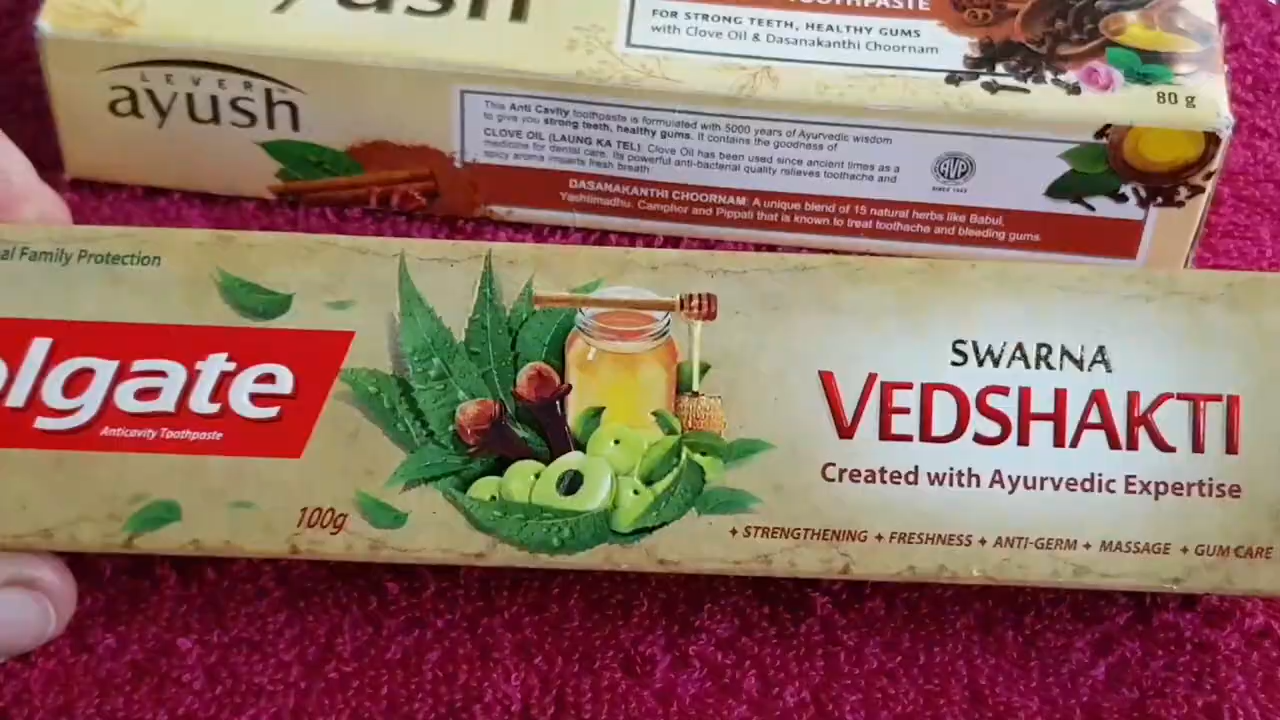 ayush
TOOTHPASTE
FOR STRONG TEETH, HEALTHY GUMS
with Clove Oil & Dasanakanthi Choornam
80 g
LEVER
ayush
This Anti Cavity toothpaste is formulated with 5000 years of Ayurvedic wisdom
to give you strong teeth, healthy gums. It contains the goodness of
CLOVE OIL (LAUNG KA TEL): Clove Oil has been used since ancient times as a
medicine for dental care. Its powerful anti-bacterial quality relieves toothache and
spicy aroma imparts fresh breath
AVP
SINCE 1943
DASANAKANTHI CHOORNAM: A unique blend of 15 natural herbs like Babul,
Yashtimadhu, Camphor and Pippali that is known to treat toothache and bleeding gums.
al Family Protection
olgate
Anticavity Toothpaste
100g
SWARNA
VEDSHAKTI
Created with Ayurvedic Expertise
+ STRENGTHENING + FRESHNESS + ANTI-GERM + MASSAGE + GUM CARE